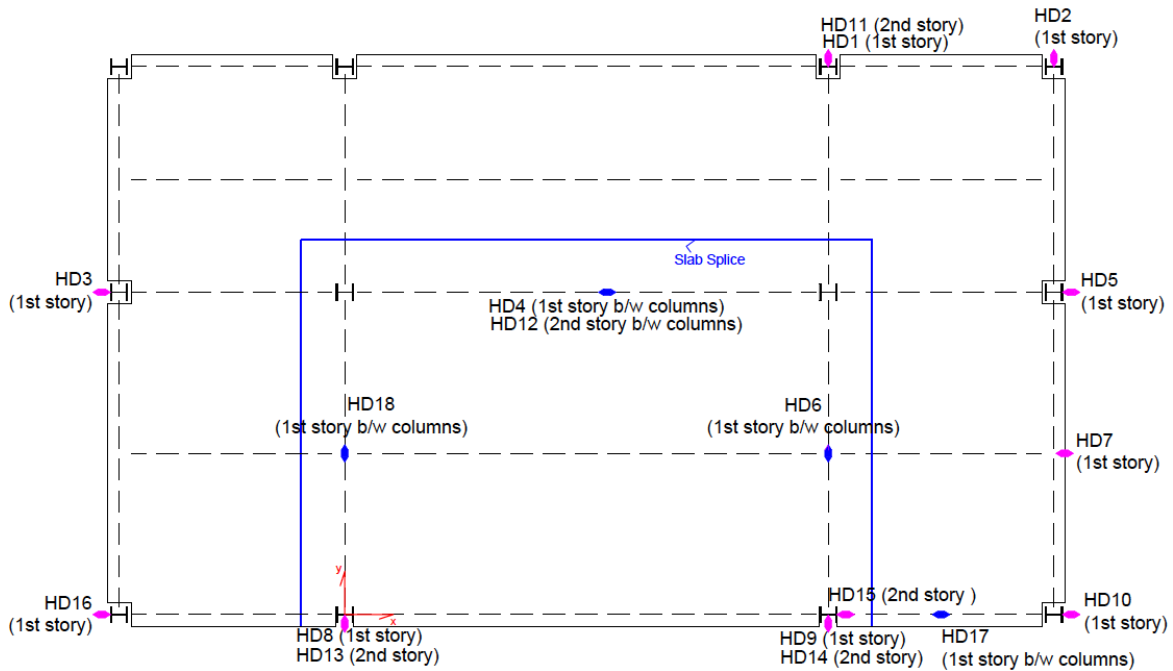 HD11 (2nd story)
HD1 (1st story)
HD2
(1st story)
Slab Splice
HD3
(1st story)
HD4 (1st story b/w columns)
HD12 (2nd story b/w columns)
HD5
(1st story)
HD18
(1st story b/w columns)
HD6
(1st story b/w columns)
HD7
(1st story)
y
x
HD16
(1st story)
HD8 (1st story)
HD13 (2nd story)
HD15 (2nd story )
HD9 (1st story)
HD14 (2nd story)
HD17
(1st story b/w columns)
HD10
(1st story)